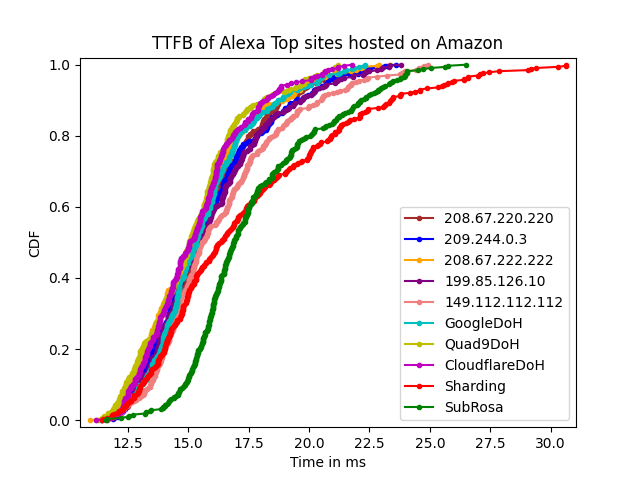 TTFB of Alexa Top sites hosted on Amazon
1.0
0.8
0.6
0.4
0.2
0.0
CDF
208.67.220.220
209.244.0.3
208.67.222.222
199.85.126.10
149.112.112.112
GoogleDoH
Quad9DoH
CloudflareDoH
Sharding
SubRosa
12.5 15.0 17.5 20.0 22.5 25.0 27.5 30.0
Time in ms